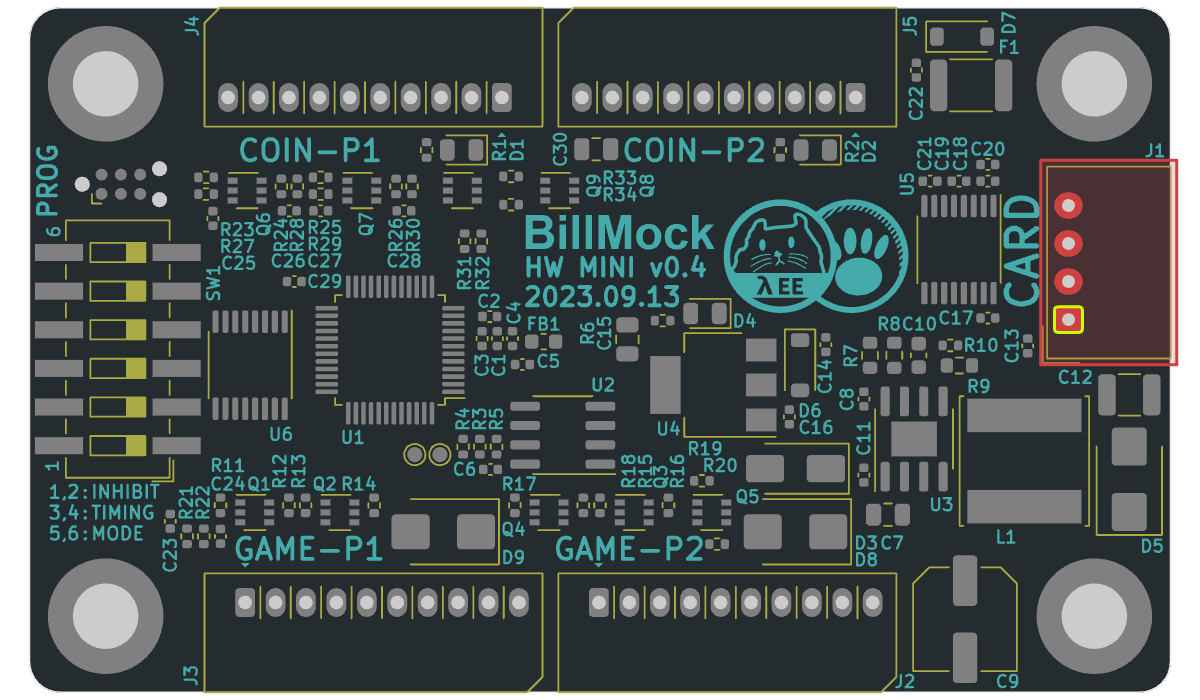 J4
J5
D7
F1
C22
COIN-P1
R1
D1
C30
COIN-P2
R2
D2
C21
C19
C18
C20
J1
PROG
U5
Q9
R33
R34
Q8
CARD
6
R23
R27
C25
Q6
R24
C26
R28
R25
R29
C27
Q7
R26
R30
C28
BillMock
HW MINI v0.4
2023.09.13
λEE
R31
R32
SW1
C29
C2
C4
FB1
C3
C1
C5
R6
C15
D4
C17
R8
C10
R7
R10
C13
C14
C12
R9
U6
U1
U2
U4
D6
C16
C8
C11
R4
R3
R5
C6
1
R19
R20
R11
C24
Q1
R12
R13
Q2
R14
R17
R18
R15
Q3
R16
Q5
U3
L1
1,2:INHIBIT
3,4:TIMING
5,6:MODE
R21
R22
C23
GAME-P1
Q4
D9
GAME-P2
D3
C7
D8
D5
J3
J2
C9